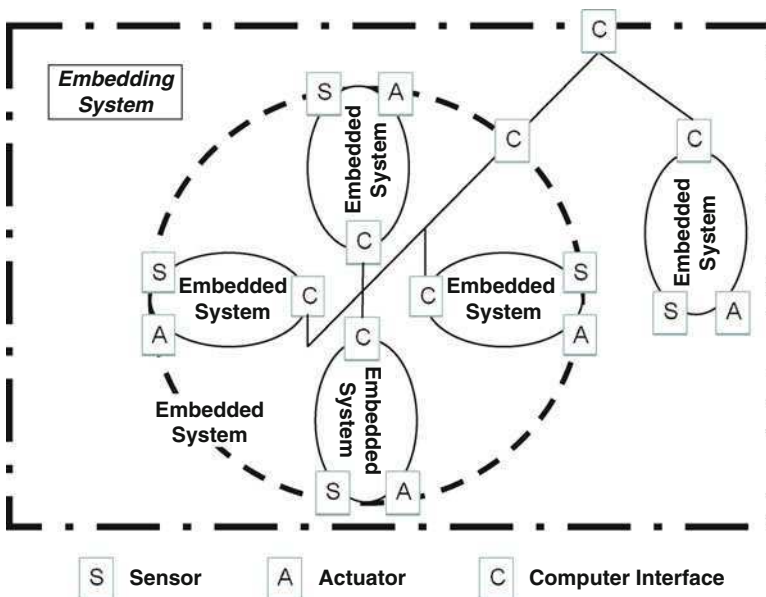 C
Embedding
System
S
A
Embedded
System
C
C
C
Embedded
System
S
A
S
Embedded
System
A
C
C
Embedded
System
S
A
C
Embedded
System
S
A
Embedded
System
S Sensor
A Actuator
C Computer Interface